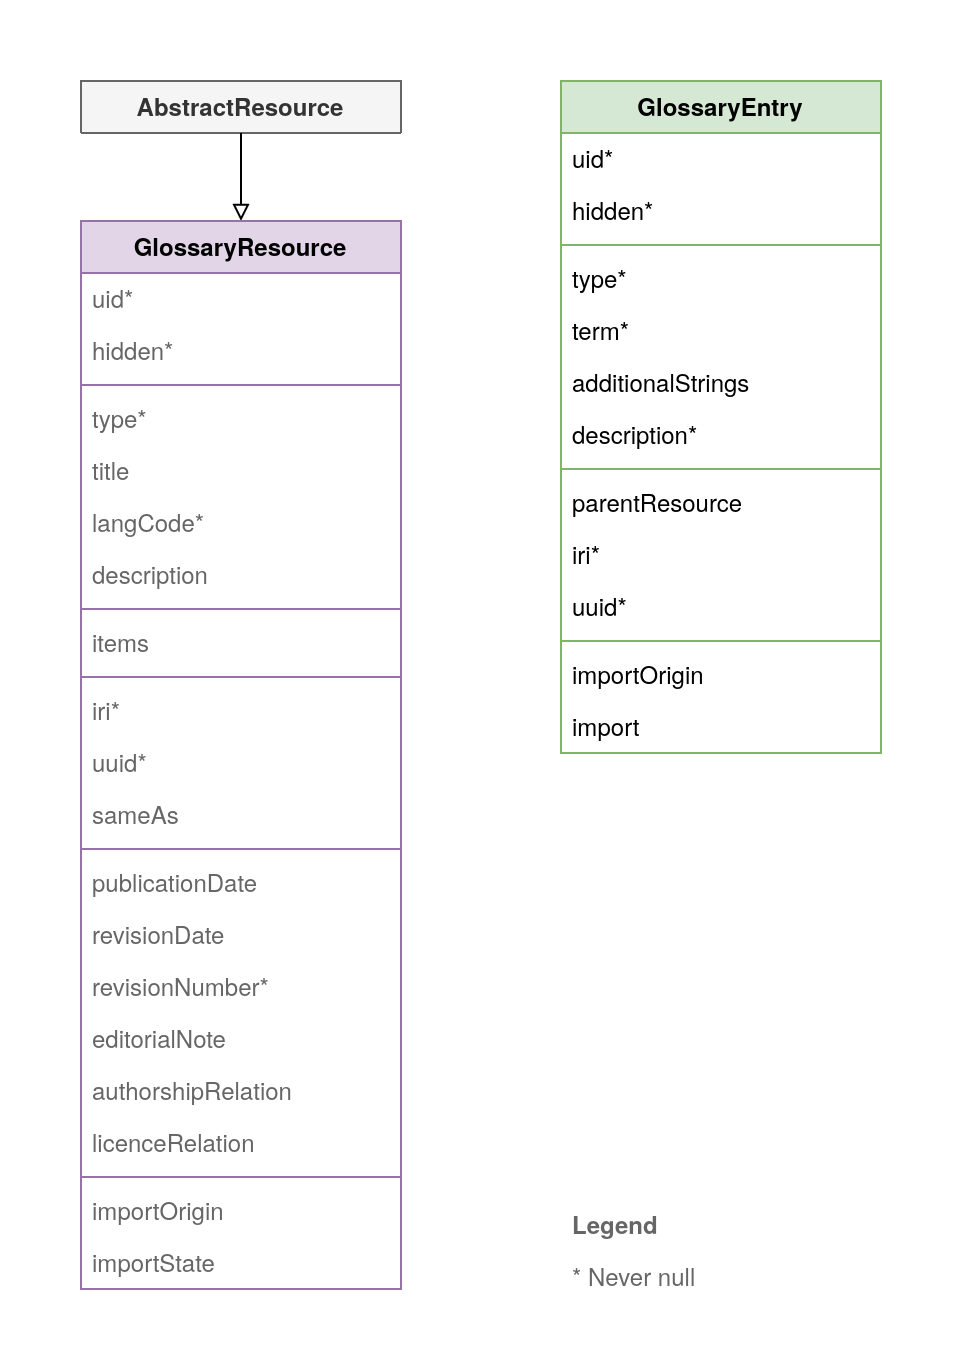 AbstractResource
GlossaryResource
uid*
hidden*
type*
title
langCode*
description
items
iri*
uuid*
sameAs
publicationDate
revisionDate
revisionNumber*
editorialNote
authorshipRelation
licenceRelation
importOrigin
importState
GlossaryEntry
uid*
hidden*
type*
term*
additionalStrings
description*
parentResource
iri*
uuid*
importOrigin
import
Legend
* Never null